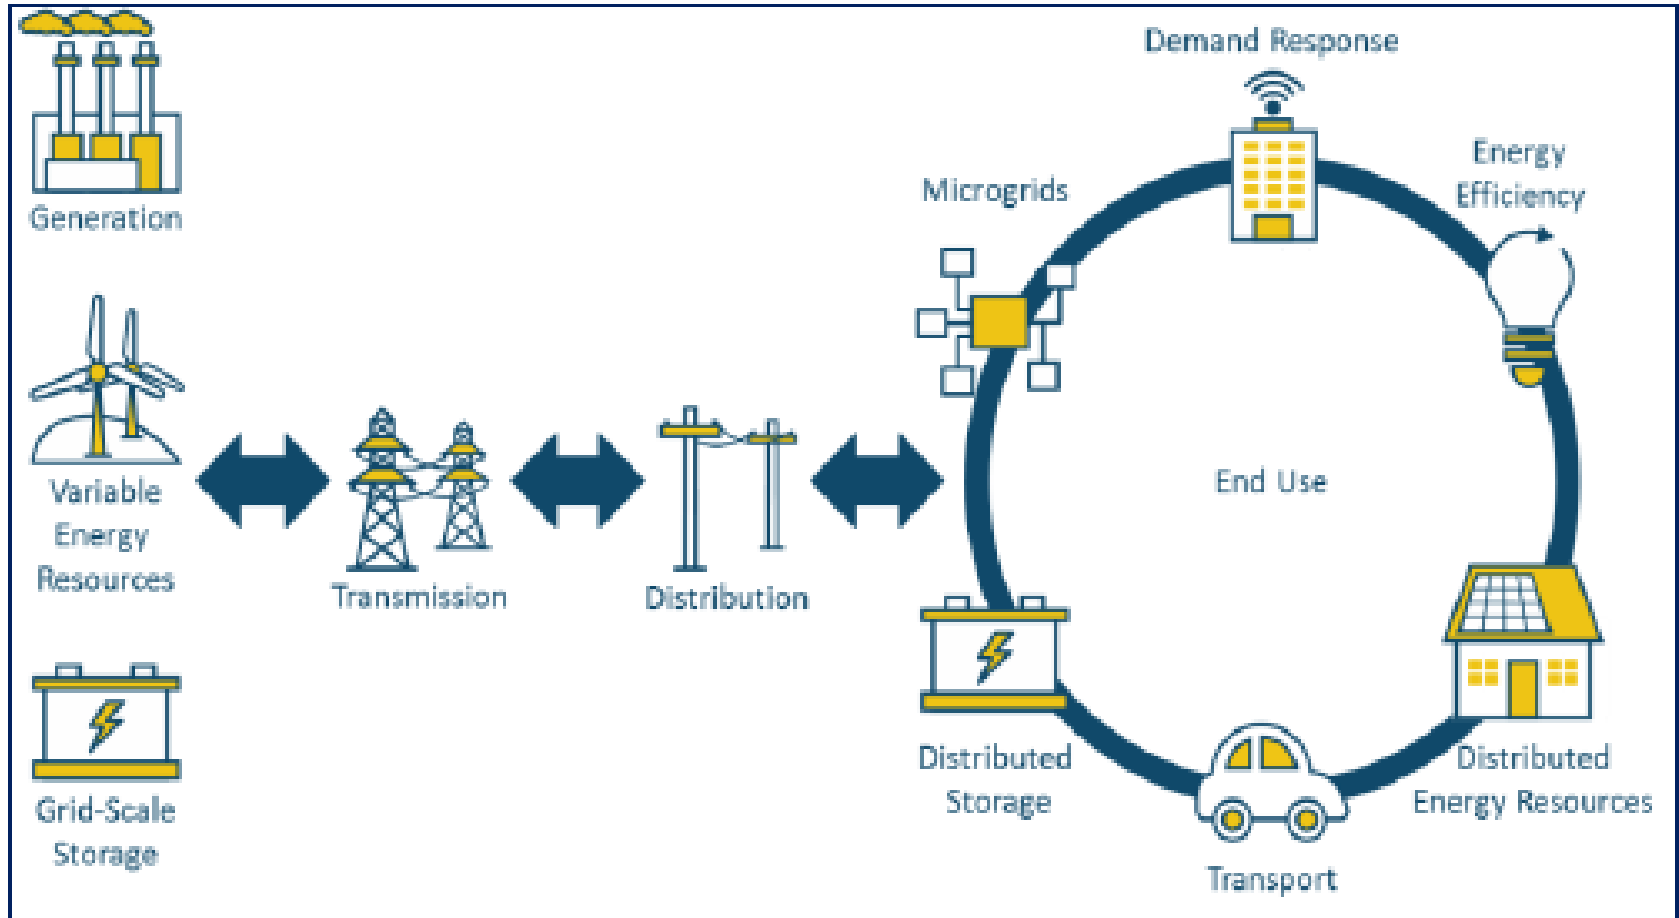 Generation
Variable
Energy
Resources
Grid-Scale
Storage
Transmission
Distribution
Demand Response
Microgrids
Energy
Efficiency
End Use
Distributed
Storage
Transport
Distributed
Energy Resources